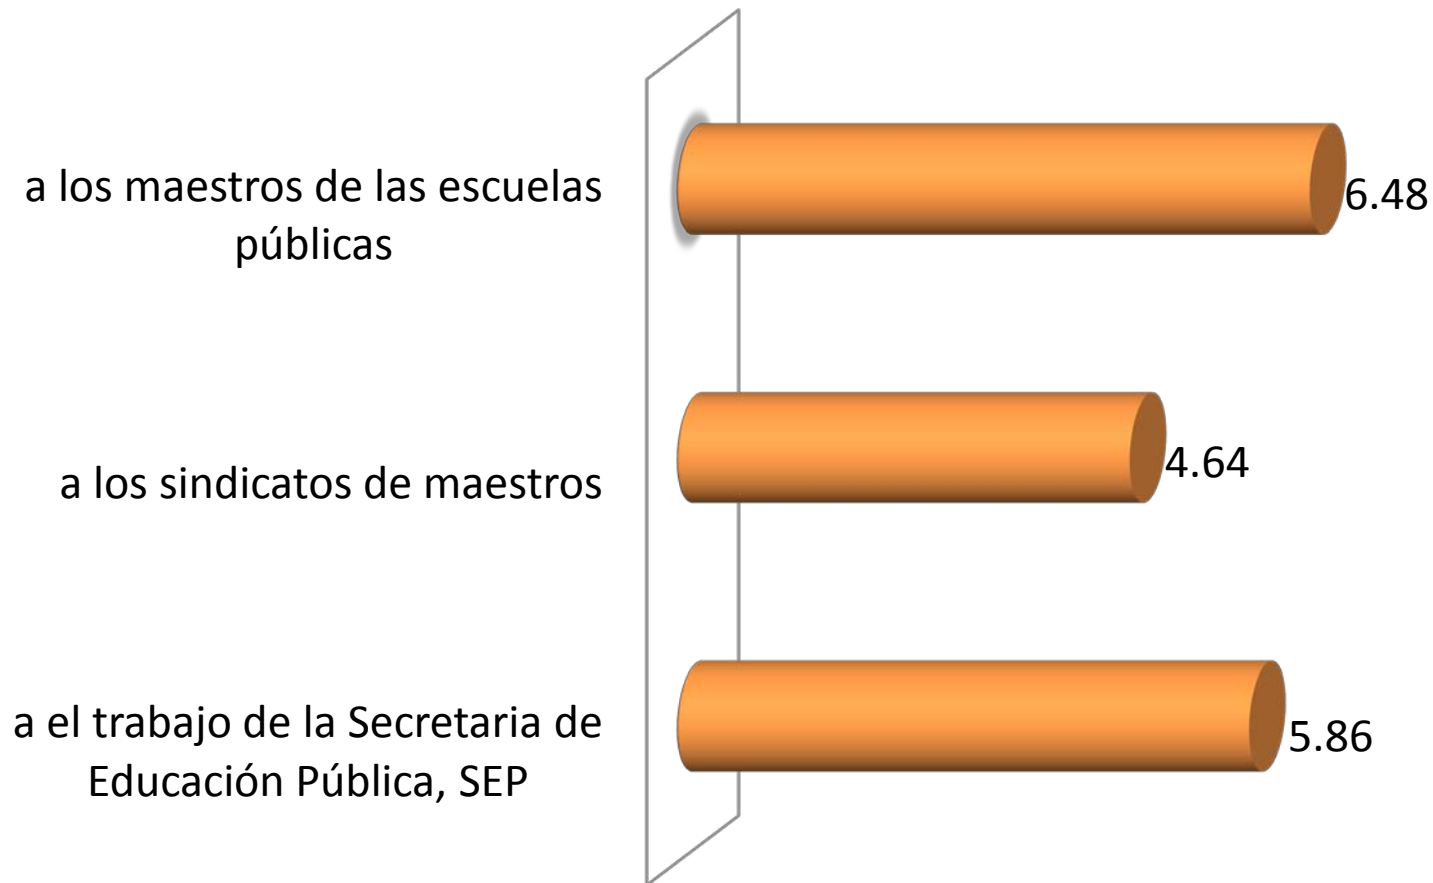 a los maestros de las escuelas
públicas
6.48
a los sindicatos de maestros
4.64
a el trabajo de la Secretaria de
Educación Pública, SEP
5.86